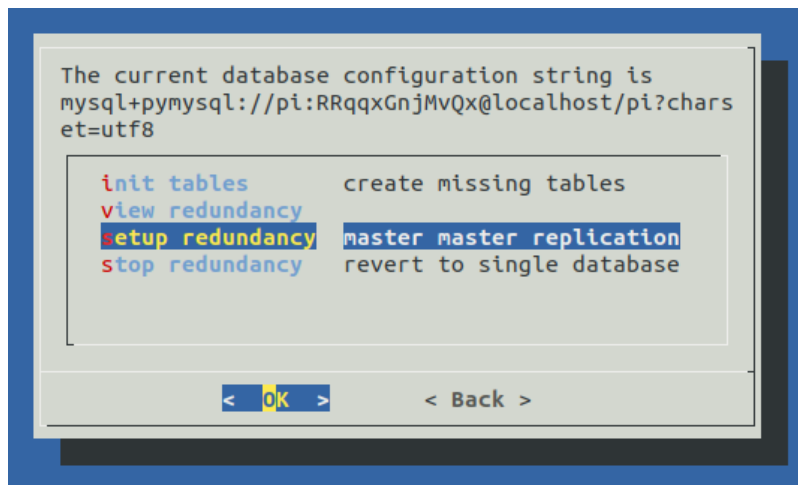 The current database configuration string is
mysql+pymysql://pi:RRqqxGnjMvQx@localhost/pi?chars
et=utf8
init tables create missing tables
view redundancy
setup redundancy master master replication
stop redundancy revert to single database
< OK > < Back >